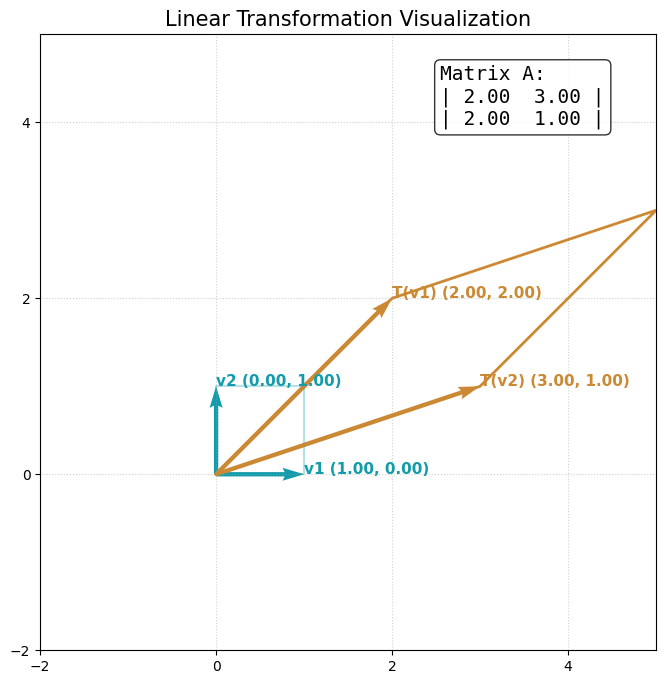 Linear Transformation Visualization
Matrix A:
| 2.00  3.00 |
| 2.00  1.00 |
4
2
0
−2
T(v1) (2.00, 2.00)
v2 (0.00, 1.00)
T(v2) (3.00, 1.00)
v1 (1.00, 0.00)
−2 0 2 4